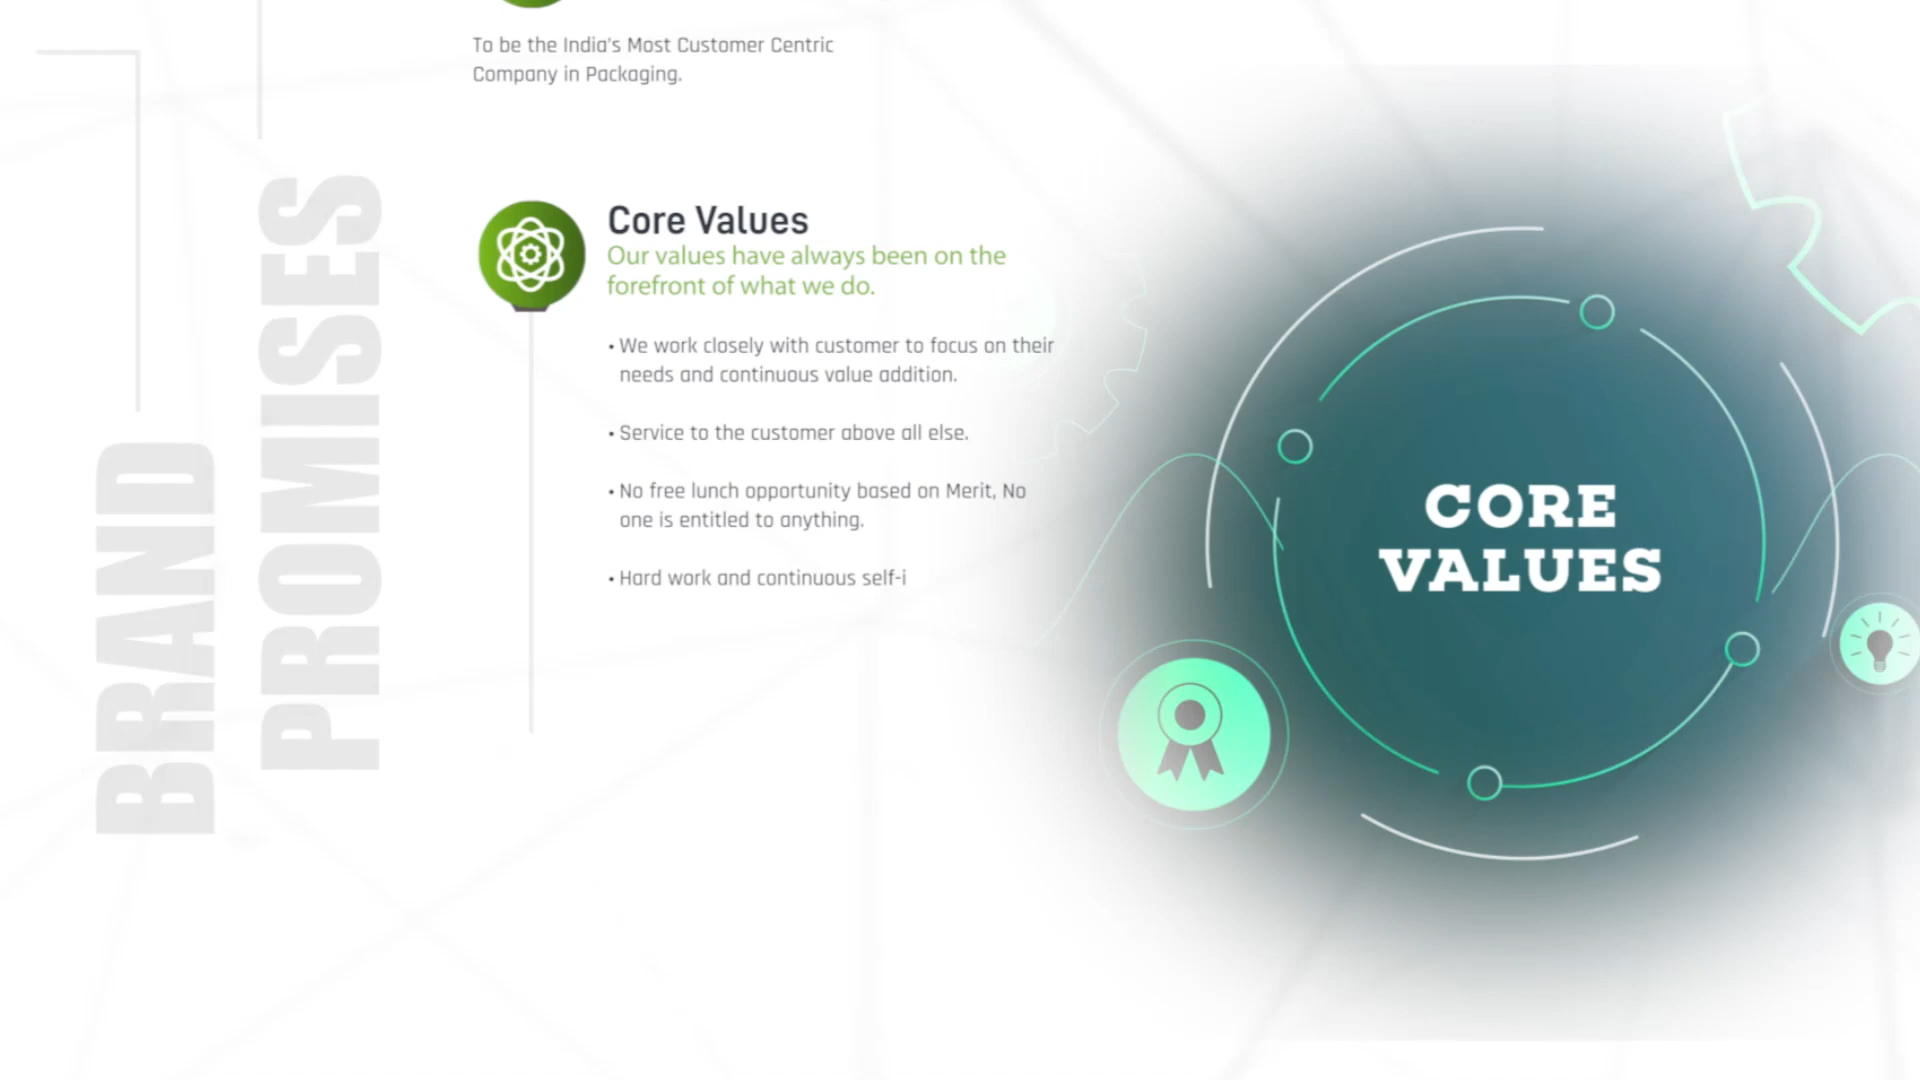 To be the India's Most Customer Centric
Company in Packaging.
BRAND
PROMISES
Core Values
Our values have always been on the
forefront of what we do.
• We work closely with customer to focus on their
needs and continuous value addition.
• Service to the customer above all else.
• No free lunch opportunity based on Merit, No
one is entitled to anything.
• Hard work and continuous self-i
CORE
VALUES